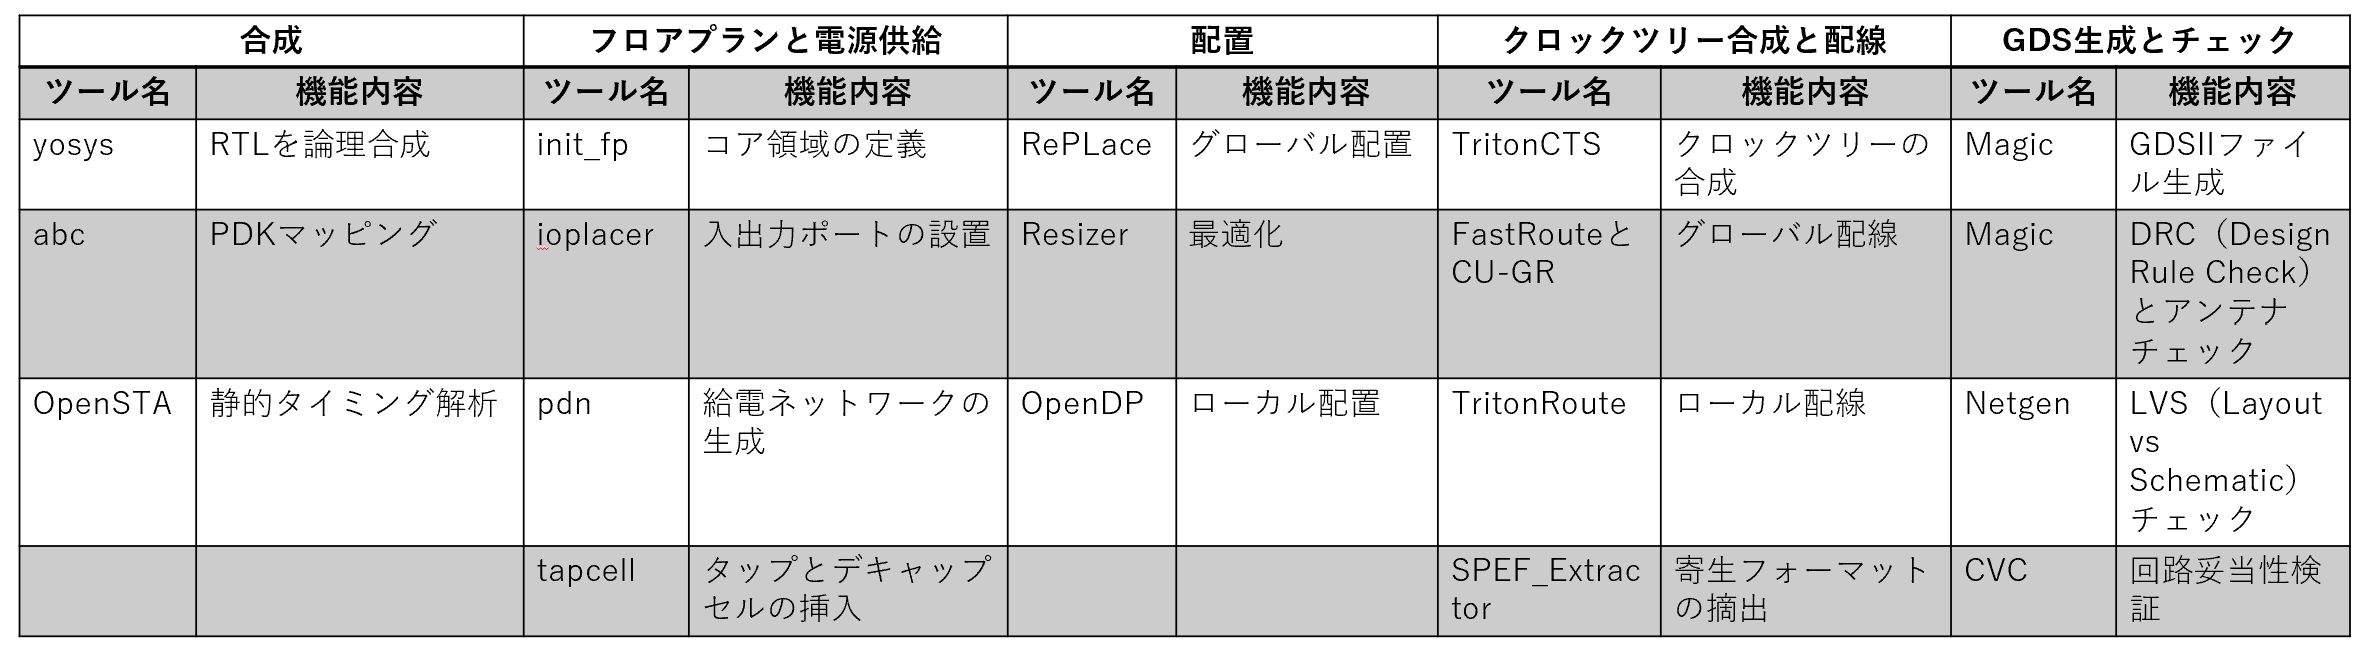 合成
フロアプランと電源供給
配置
クロックツリー合成と配線
GDS生成とチェック
ツール名
機能内容
ツール名
機能内容
ツール名
機能内容
ツール名
機能内容
ツール名
機能内容
yosys
RTLを論理合成
init_fp
コア領域の定義
RePLace
グローバル配置
TritonCTS
クロックツリーの
合成
Magic
GDSIIファイ
ル生成
abc
PDKマッピング
ioplacer
入出力ポートの設置
Resizer
最適化
FastRouteと
CU-GR
グローバル配線
Magic
DRC（Design
Rule Check）
とアンテナ
チェック
OpenSTA
静的タイミング解析
pdn
給電ネットワークの
生成
OpenDP
ローカル配置
TritonRoute
ローカル配線
Netgen
LVS（Layout
vs
Schematic）
チェック
tapcell
タップとデキャップ
セルの挿入
SPEF_Extrac
tor
寄生フォーマット
の摘出
CVC
回路妥当性検
証